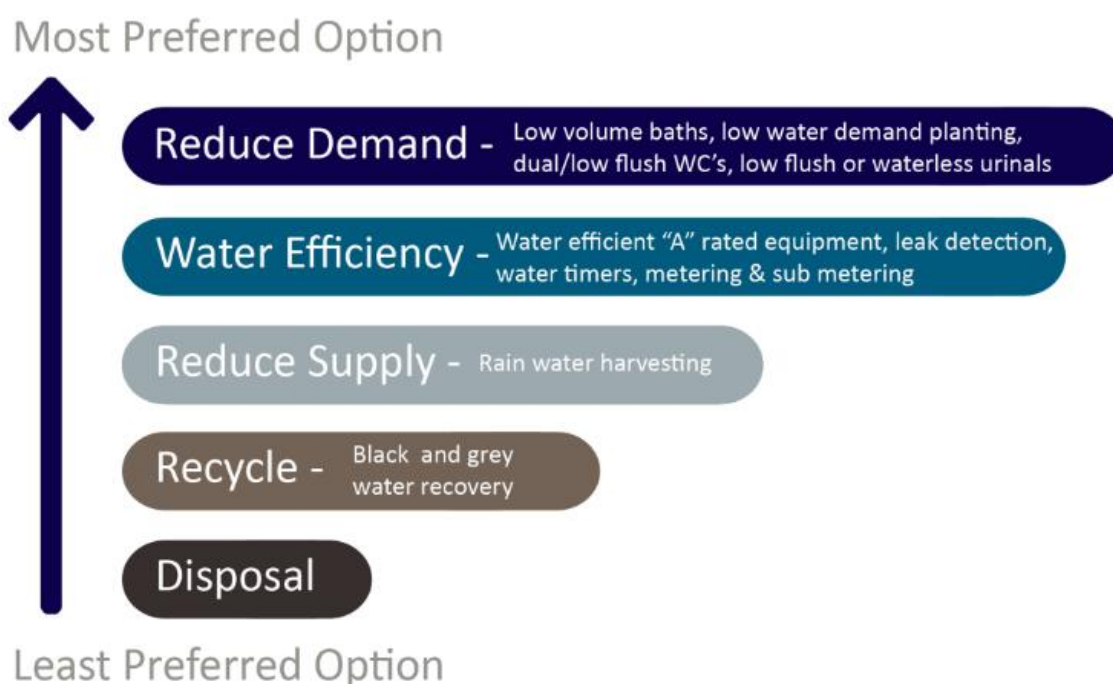 Most Preferred Option
Reduce Demand - Low volume baths, low water demand planting,
dual/low flush WC's, low flush or waterless urinals
Water Efficiency - Water efficient “A” rated equipment, leak detection,
water timers, metering & sub metering
Reduce Supply - Rain water harvesting
Recycle - Black and grey
water recovery
Disposal
Least Preferred Option